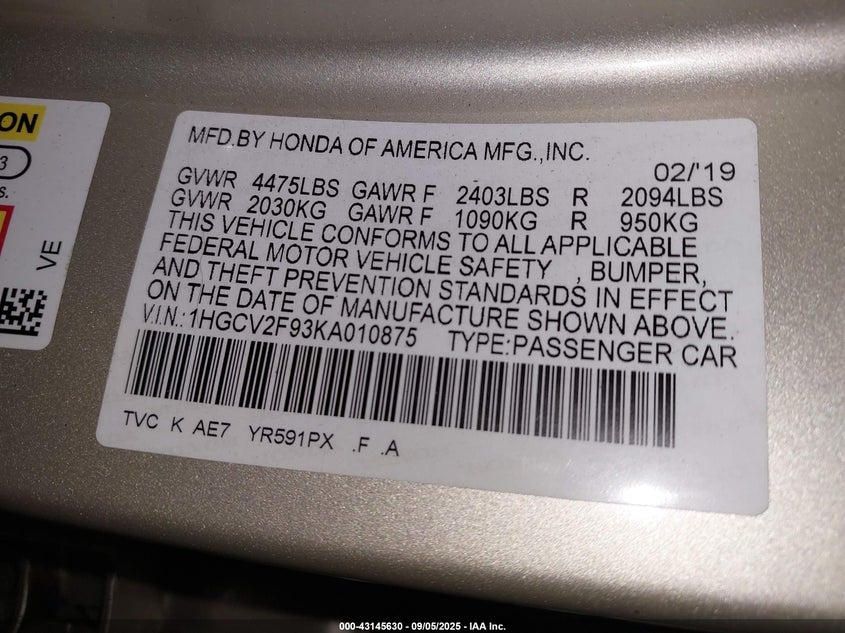 ON
3
s.
VE
MFD.BY HONDA OF AMERICA MFG.,INC.
02/'19
GVWR 4475LBS GAWR F 2403LBS R 2094LBS
GVWR 2030KG GAWR F 1090KG R 950KG
THIS VEHICLE CONFORMS TO ALL APPLICABLE
FEDERAL MOTOR VEHICLE SAFETY , BUMPER,
AND THEFT PREVENTION STANDARDS IN EFFECT
ON THE DATE OF MANUFACTURE SHOWN ABOVE.
V.I.N.:1HGCV2F93KA010875 TYPE:PASSENGER CAR
TVC K AE7 YR591PX .F .A
000-43145630 - 09/05/2025 - IAA Inc.